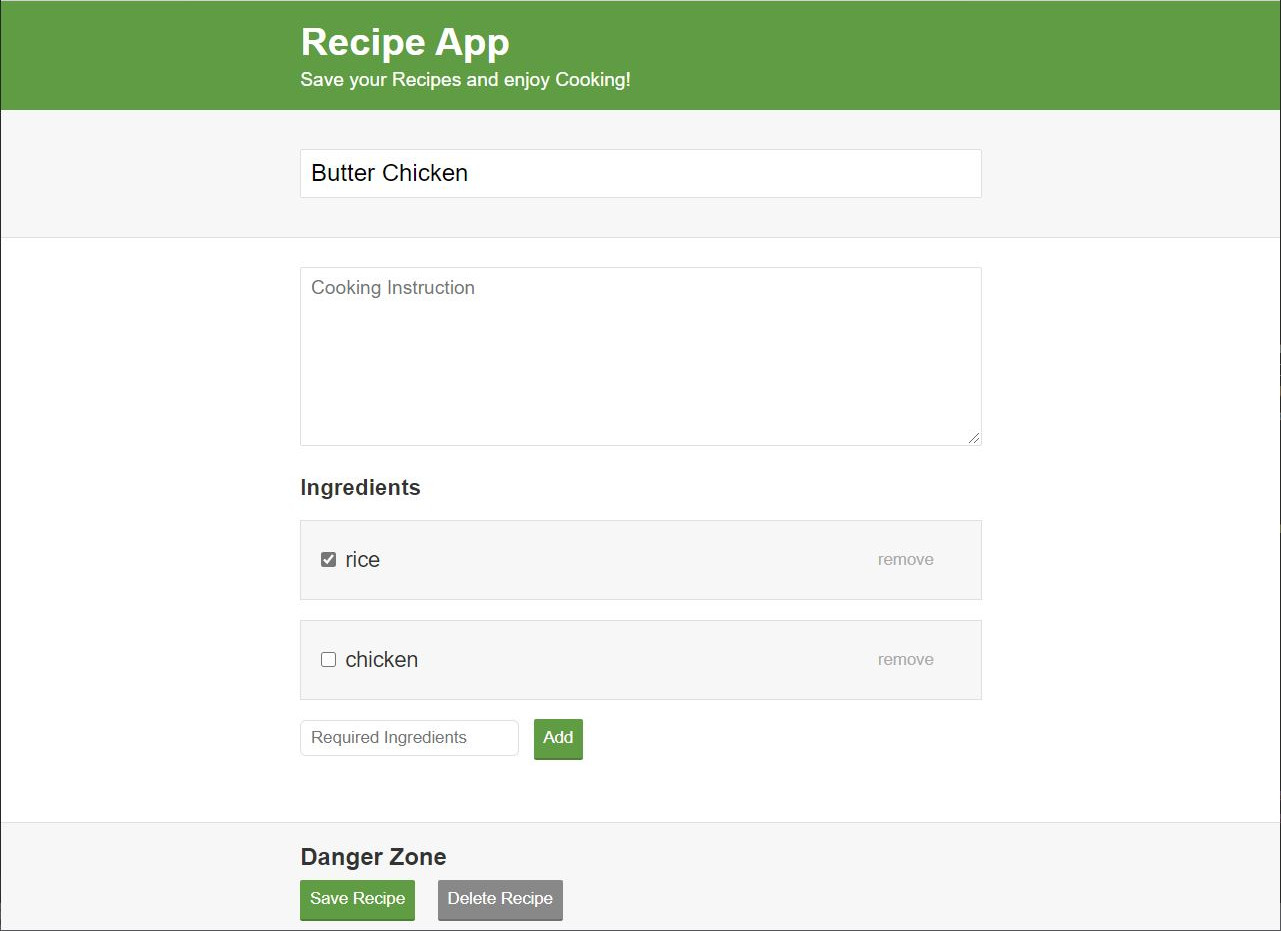 Recipe App
Save your Recipes and enjoy Cooking!
Butter Chicken
Cooking Instruction
Ingredients
rice remove
chicken remove
Required Ingredients Add
Danger Zone
Save Recipe Delete Recipe